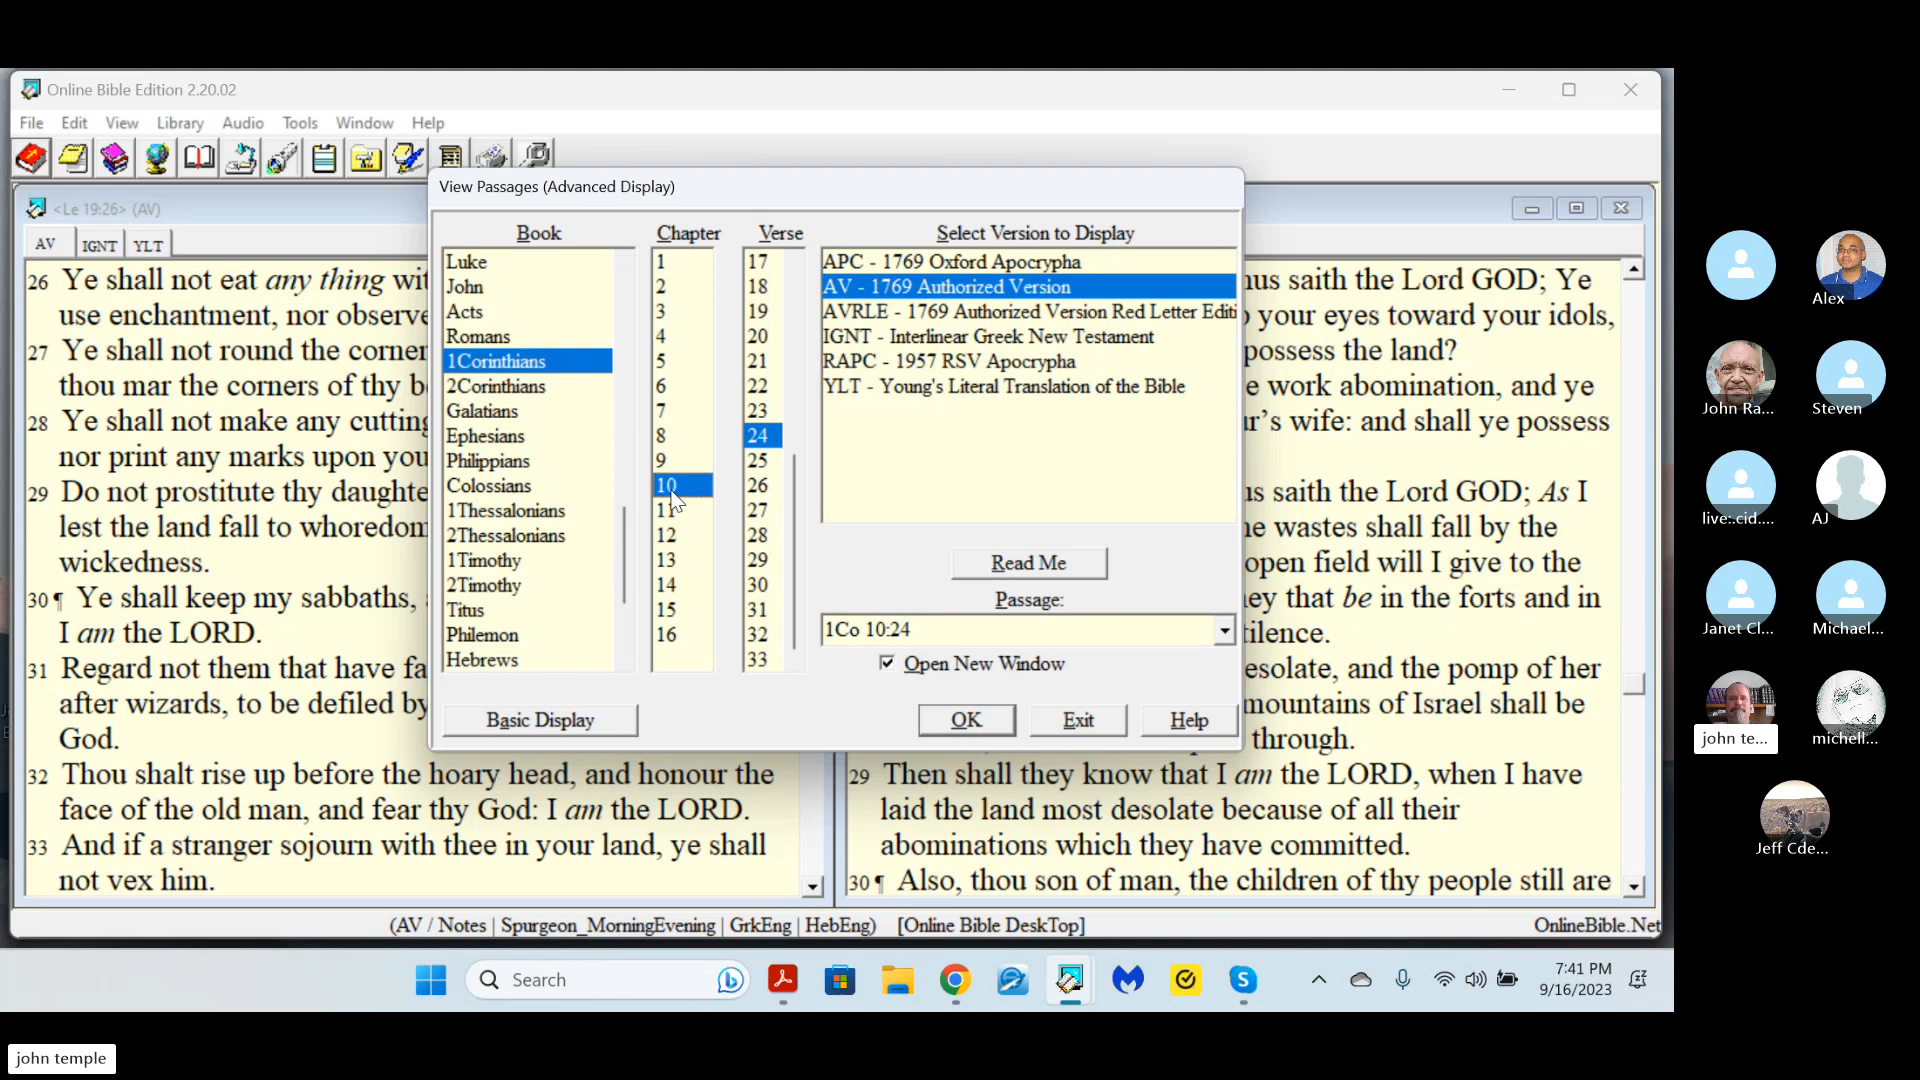 Online Bible Edition 2.20.02
File Edit View Library Audio Tools Window Help
View Passages (Advanced Display)
<Le 19:26> (AV)
AV IGNT YLT
26 Ye shall not eat any thing wit
use enchantment, nor observe
27 Ye shall not round the corner
thou mar the corners of thy be
28 Ye shall not make any cutting
nor print any marks upon you
29 Do not prostitute thy daughte
lest the land fall to whoredom
wickedness.
30 ¶ Ye shall keep my sabbaths,
I am the LORD.
31 Regard not them that have fa
after wizards, to be defiled by
God.
32 Thou shalt rise up before the hoary head, and honour the
face of the old man, and fear thy God: I am the LORD.
33 And if a stranger sojourn with thee in your land, ye shall
not vex him.
Book
Luke
John
Acts
Romans
1Corinthians
2Corinthians
Galatians
Ephesians
Philippians
Colossians
1Thessalonians
2Thessalonians
1Timothy
2Timothy
Titus
Philemon
Hebrews
Chapter
1
2
3
4
5
6
7
8
9
10
11
12
13
14
15
16
Verse
17
18
19
20
21
22
23
24
25
26
27
28
29
30
31
32
33
Select Version to Display
APC - 1769 Oxford Apocrypha
AV - 1769 Authorized Version
AVRLE - 1769 Authorized Version Red Letter Editi
IGNT - Interlinear Greek New Testament
RAPC - 1957 RSV Apocrypha
YLT - Young's Literal Translation of the Bible
Read Me
Passage:
1Co 10:24
Open New Window
Basic Display
OK
Exit
Help
us saith the Lord GOD; Ye
your eyes toward your idols,
possess the land?
e work abomination, and ye
r's wife: and shall ye possess
us saith the Lord GOD; As I
e wastes shall fall by the
open field will I give to the
ey that be in the forts and in
tilence.
esolate, and the pomp of her
mountains of Israel shall be
through.
29 Then shall they know that I am the LORD, when I have
laid the land most desolate because of all their
abominations which they have committed.
30 ¶ Also, thou son of man, the children of thy people still are
(AV / Notes | Spurgeon_MorningEvening | GrkEng | HebEng) [Online Bible DeskTop]
OnlineBible.Net
Search
7:41 PM
9/16/2023
Alex
John Ra...
Steven
live:.cid....
AJ
Janet Cl...
Michael...
john te...
michell...
Jeff Cde...
john temple